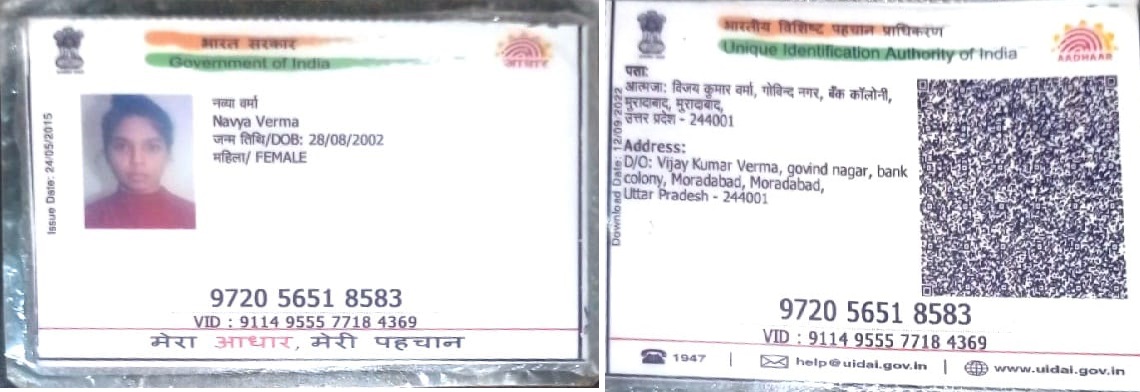 भारत सरकार
Government of India
आधार
Issue Date: 24/05/2015
नव्या वर्मा
Navya Verma
जन्म तिथि/DOB: 28/08/2002
महिला/ FEMALE
9720 5651 8583
VID : 9114 9555 7718 4369
मेरा आधार, मेरी पहचान
भारतीय विशिष्ट पहचान प्राधिकरण
Unique Identification Authority of India
AADHAAR
Download Date: 12/09/2022
पता:
आत्मजा: विजय कुमार वर्मा, गोविन्द नगर, बैंक कॉलोनी,
मुरादाबाद, मुरादाबाद,
उत्तर प्रदेश - 244001
Address:
D/O: Vijay Kumar Verma, govind nagar, bank
colony, Moradabad, Moradabad,
Uttar Pradesh - 244001
9720 5651 8583
VID : 9114 9555 7718 4369
1947 | help@uidai.gov.in | www.uidai.gov.in